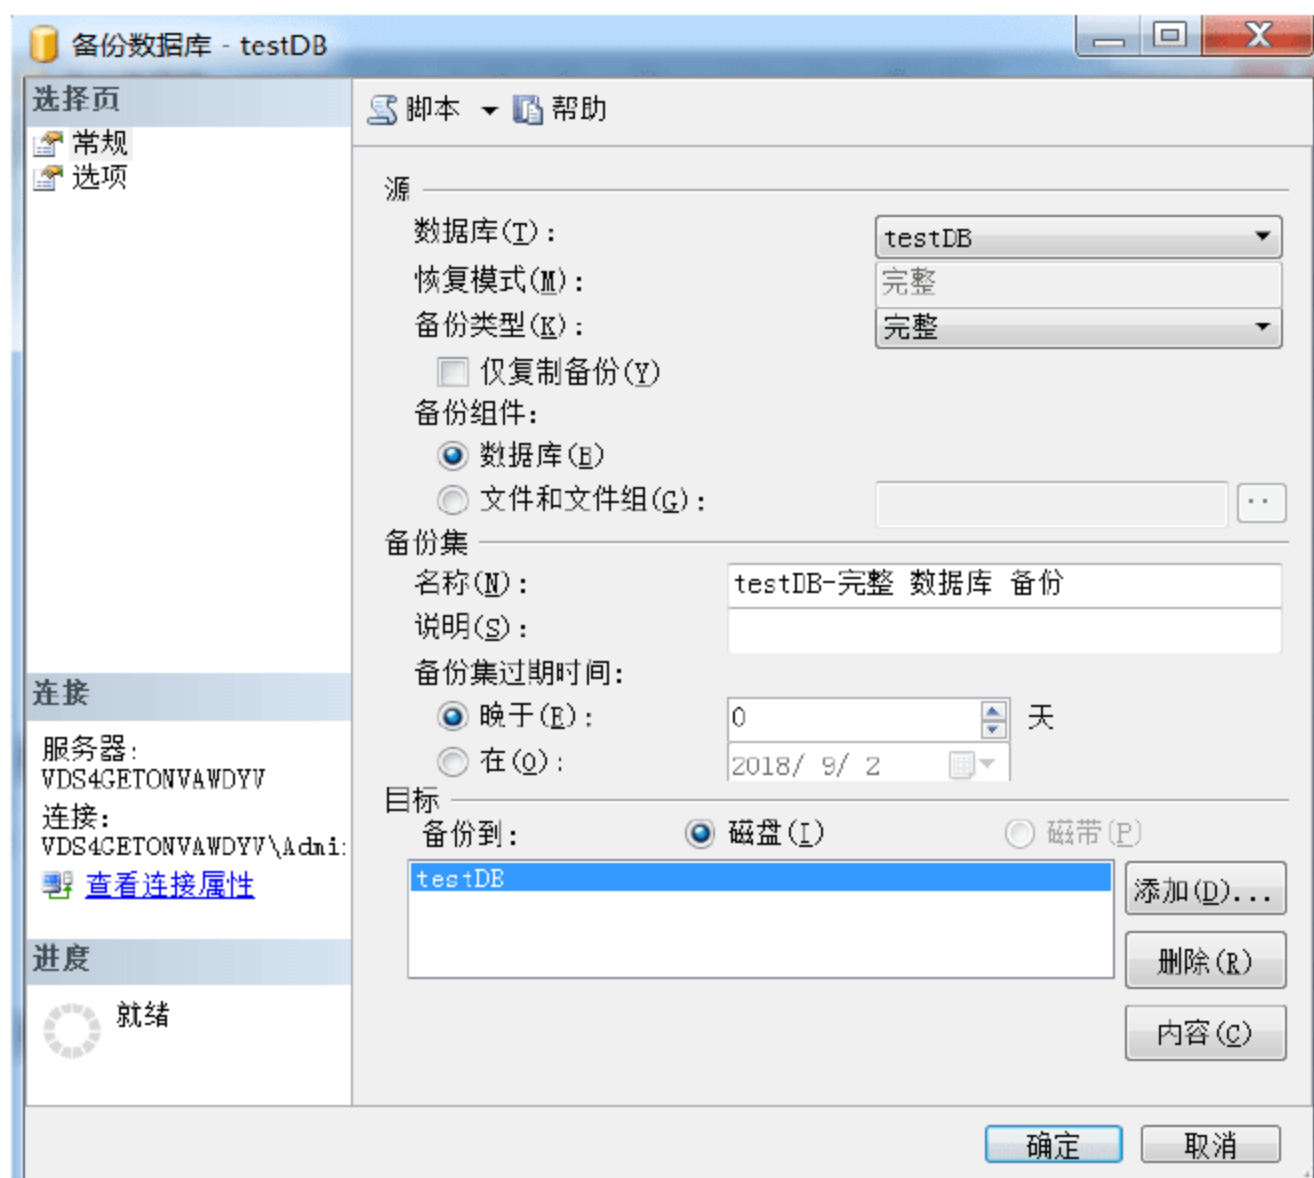 备份数据库 - testDB
选择页
常规
选项
脚本 帮助
源
数据库(T): testDB
恢复模式(M): 完整
备份类型(K): 完整
仅复制备份(Y)
备份组件:
数据库(B)
文件和文件组(G): ..
备份集
名称(N): testDB-完整 数据库 备份
说明(S):
备份集过期时间:
晚于(E): 0 天
在(O): 2018/ 9/ 2
目标
备份到: 磁盘(I) 磁带(P)
testDB
添加(D)...
删除(R)
内容(C)
连接
服务器:
VDS4GETONVAWDYV
连接:
VDS4GETONVAWDYV\Admi
查看连接属性
进度
就绪
确定 取消